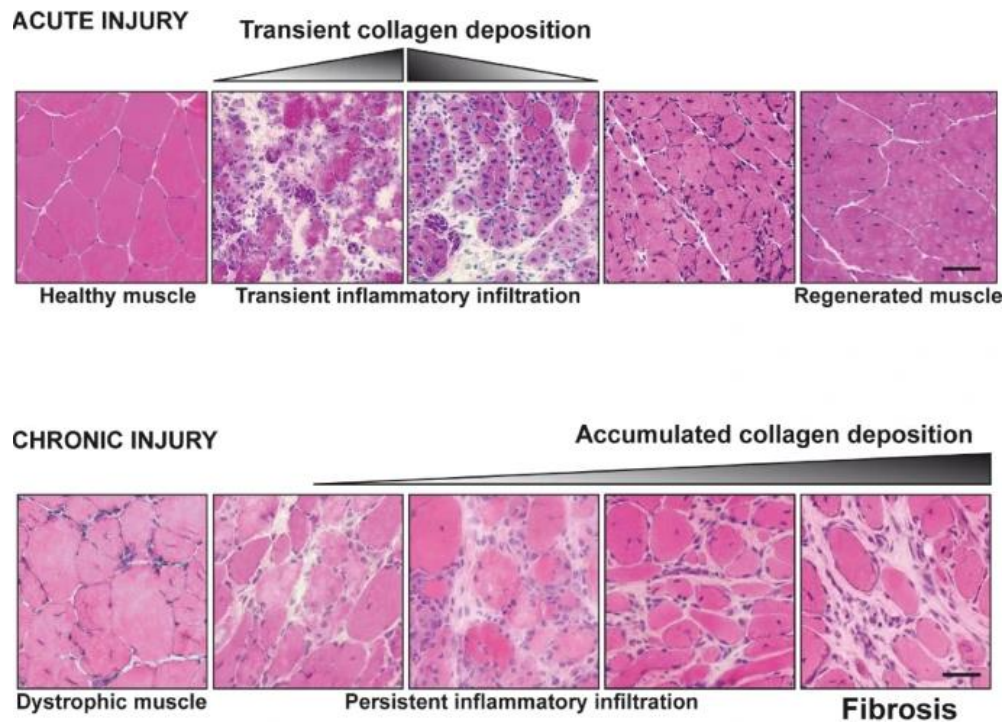 ACUTE INJURY
Transient collagen deposition
Healthy muscle
Transient inflammatory infiltration
Regenerated muscle
CHRONIC INJURY
Accumulated collagen deposition
Dystrophic muscle
Persistent inflammatory infiltration
Fibrosis